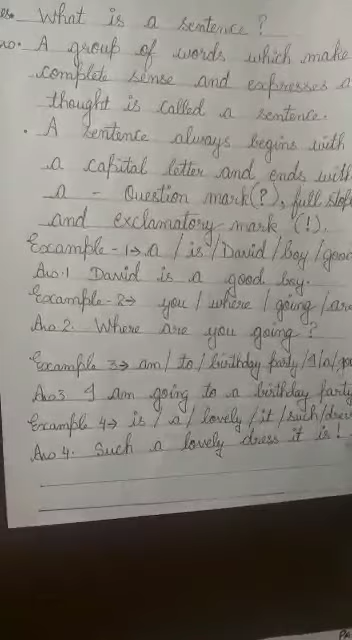 What is a sentence?
A group of words which make
complete sense and expresses a
thought is called a sentence.
. A sentence always begins with
a capital letter and ends with
a - Question mark(?), full stop
and exclamatory-mark (!).
Example-1→ a / is / David / boy / good
Ans.1 David is a good boy.
Example-2→ you / where / going / are
Ans 2. Where are you going?
Example 3→ am / to / birthday party / I / a / go
Ans 3 I am going to a birthday party
Example 4→ is / a / lovely / it / such / dress
Ans 4. Such a lovely dress it is!